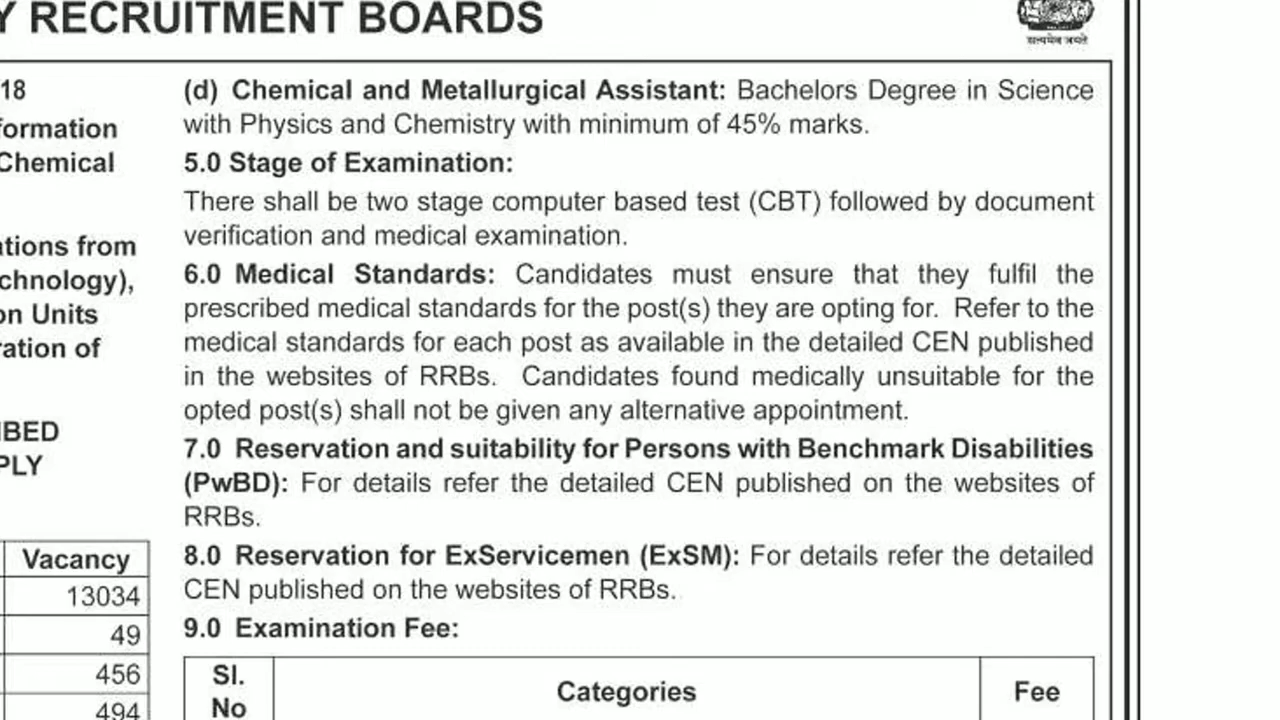 Y RECRUITMENT BOARDS
सत्यमेव जयते
18
formation
Chemical
ations from
chnology),
on Units
ration of
IBED
PLY
Vacancy
13034
49
456
494
(d) Chemical and Metallurgical Assistant: Bachelors Degree in Science
with Physics and Chemistry with minimum of 45% marks.
5.0 Stage of Examination:
There shall be two stage computer based test (CBT) followed by document
verification and medical examination.
6.0 Medical Standards: Candidates must ensure that they fulfil the
prescribed medical standards for the post(s) they are opting for. Refer to the
medical standards for each post as available in the detailed CEN published
in the websites of RRBs. Candidates found medically unsuitable for the
opted post(s) shall not be given any alternative appointment.
7.0 Reservation and suitability for Persons with Benchmark Disabilities
(PwBD): For details refer the detailed CEN published on the websites of
RRBs.
8.0 Reservation for ExServicemen (ExSM): For details refer the detailed
CEN published on the websites of RRBs.
9.0 Examination Fee:
Sl.
No
Categories
Fee